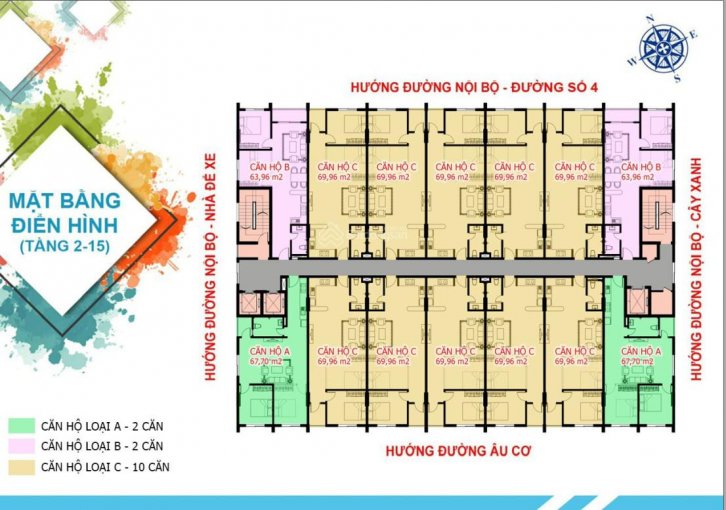 N
W E
S
HƯỚNG ĐƯỜNG NỘI BỘ - ĐƯỜNG SỐ 4
MẶT BẰNG
ĐIỂN HÌNH
(TẦNG 2-15)
HƯỚNG ĐƯỜNG NỘI BỘ - NHÀ ĐỂ XE
CĂN HỘ B CĂN HỘ C CĂN HỘ C CĂN HỘ C CĂN HỘ C CĂN HỘ C CĂN HỘ B
63,96 m2 69,96 m2 69,96 m2 69,96 m2 69,96 m2 69,96 m2 63,96 m2
HƯỚNG ĐƯỜNG NỘI BỘ - CÂY XANH
CĂN HỘ A CĂN HỘ C CĂN HỘ C CĂN HỘ C CĂN HỘ C CĂN HỘ C CĂN HỘ A
67,70 m2 69,96 m2 69,96 m2 69,96 m2 69,96 m2 69,96 m2 67,70 m2
CĂN HỘ LOẠI A - 2 CĂN
CĂN HỘ LOẠI B - 2 CĂN
CĂN HỘ LOẠI C - 10 CĂN
HƯỚNG ĐƯỜNG ÂU CƠ